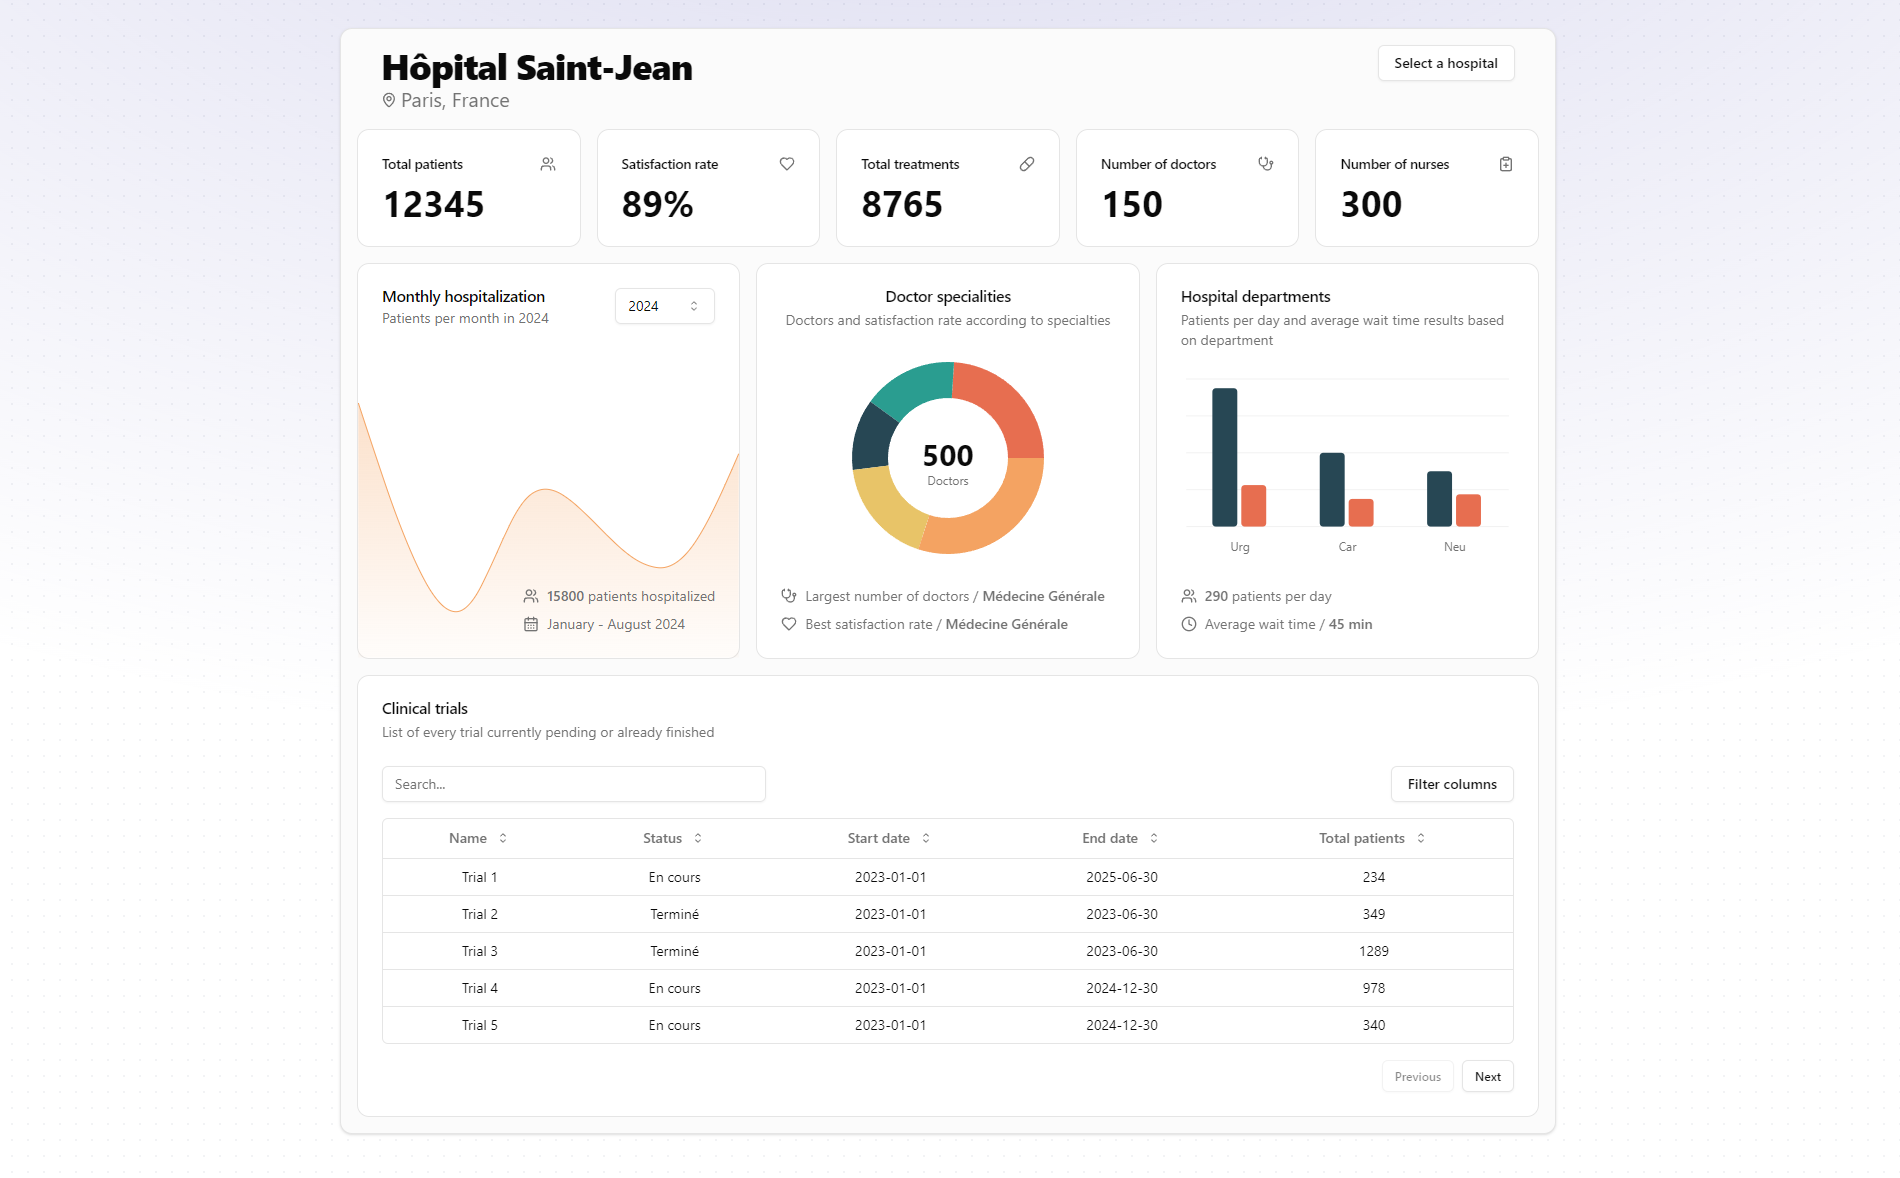 Hôpital Saint-Jean
Paris, France
Select a hospital
Total patients
12345
Satisfaction rate
89%
Total treatments
8765
Number of doctors
150
Number of nurses
300
Monthly hospitalization
Patients per month in 2024
2024
15800 patients hospitalized
January - August 2024
Doctor specialities
Doctors and satisfaction rate according to specialties
500
Doctors
Largest number of doctors / Médecine Générale
Best satisfaction rate / Médecine Générale
Hospital departments
Patients per day and average wait time results based
on department
Urg Car Neu
290 patients per day
Average wait time / 45 min
Clinical trials
List of every trial currently pending or already finished
Search...
Filter columns
Name Status Start date End date Total patients
Trial 1 En cours 2023-01-01 2025-06-30 234
Trial 2 Terminé 2023-01-01 2023-06-30 349
Trial 3 Terminé 2023-01-01 2023-06-30 1289
Trial 4 En cours 2023-01-01 2024-12-30 978
Trial 5 En cours 2023-01-01 2024-12-30 340
Previous Next